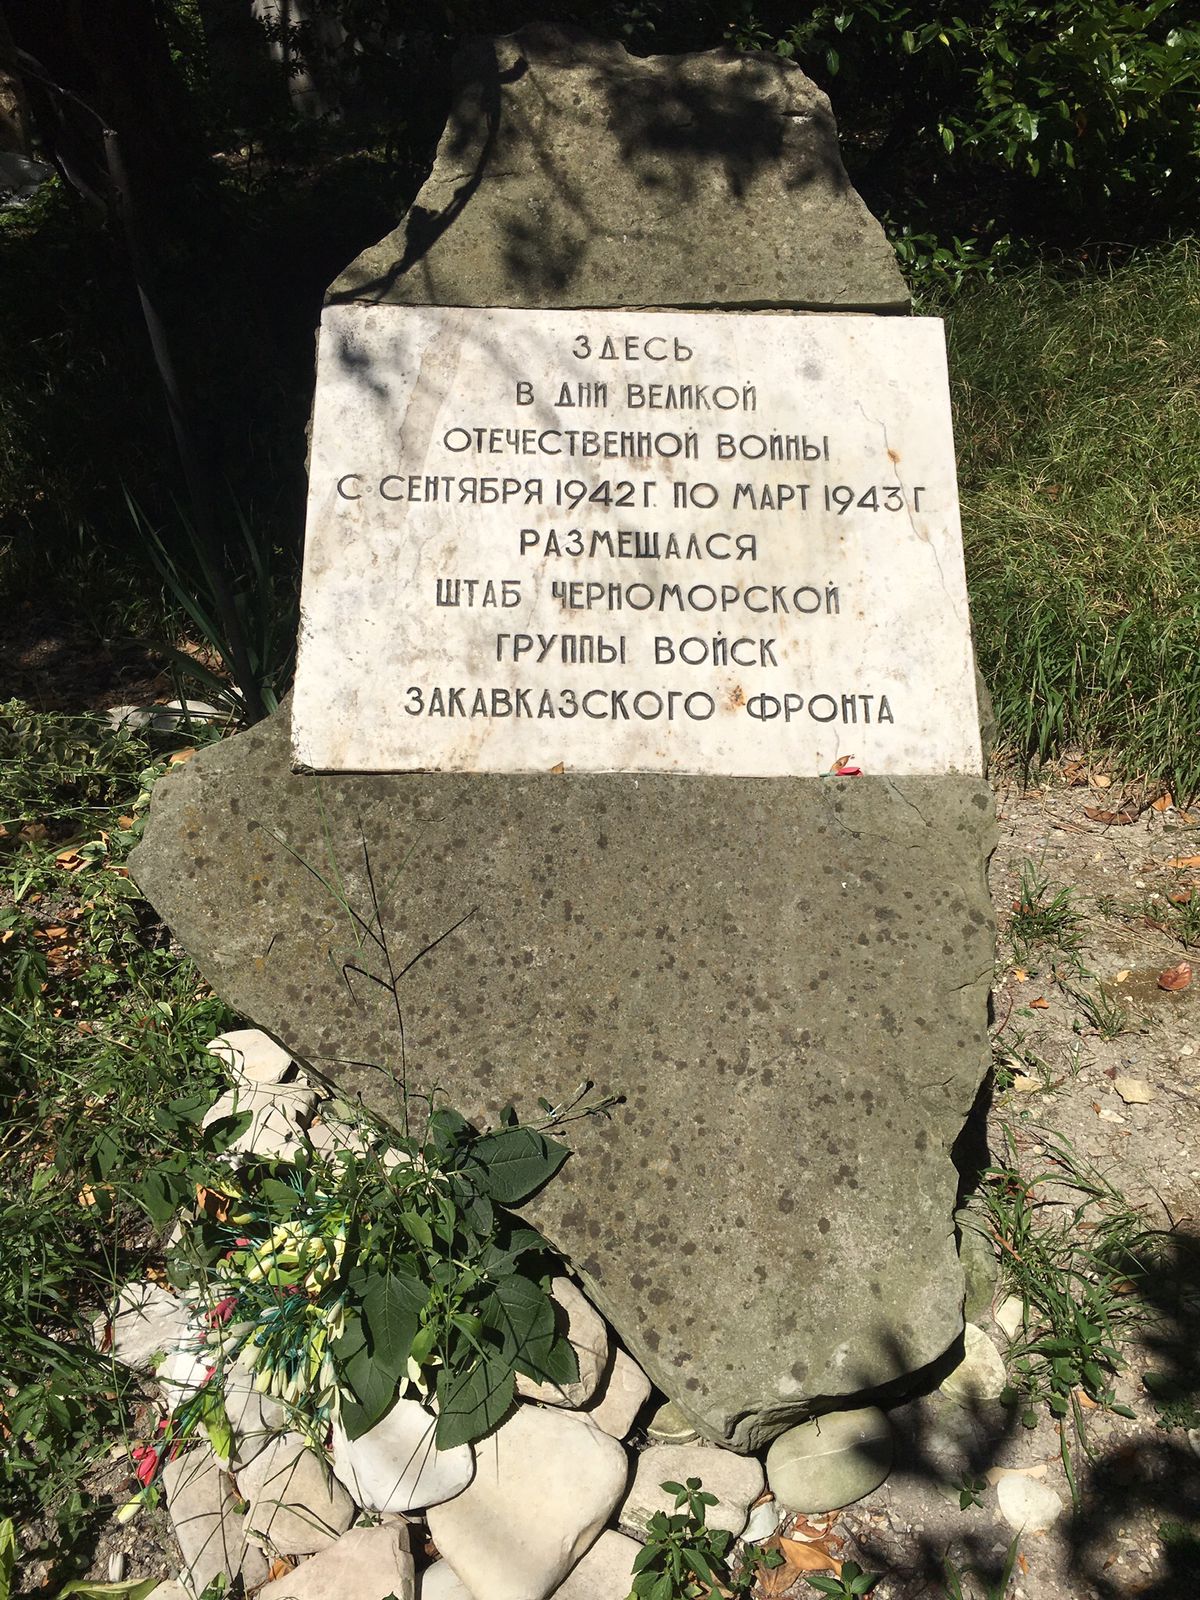 ЗДЕСЬ
В ДНИ ВЕЛИКОЙ
ОТЕЧЕСТВЕННОЙ ВОЙНЫ
С СЕНТЯБРЯ 1942 Г. ПО МАРТ 1943 Г
РАЗМЕЩАЛСЯ
ШТАБ ЧЕРНОМОРСКОЙ
ГРУППЫ ВОЙСК
ЗАКАВКАЗСКОГО ФРОНТА